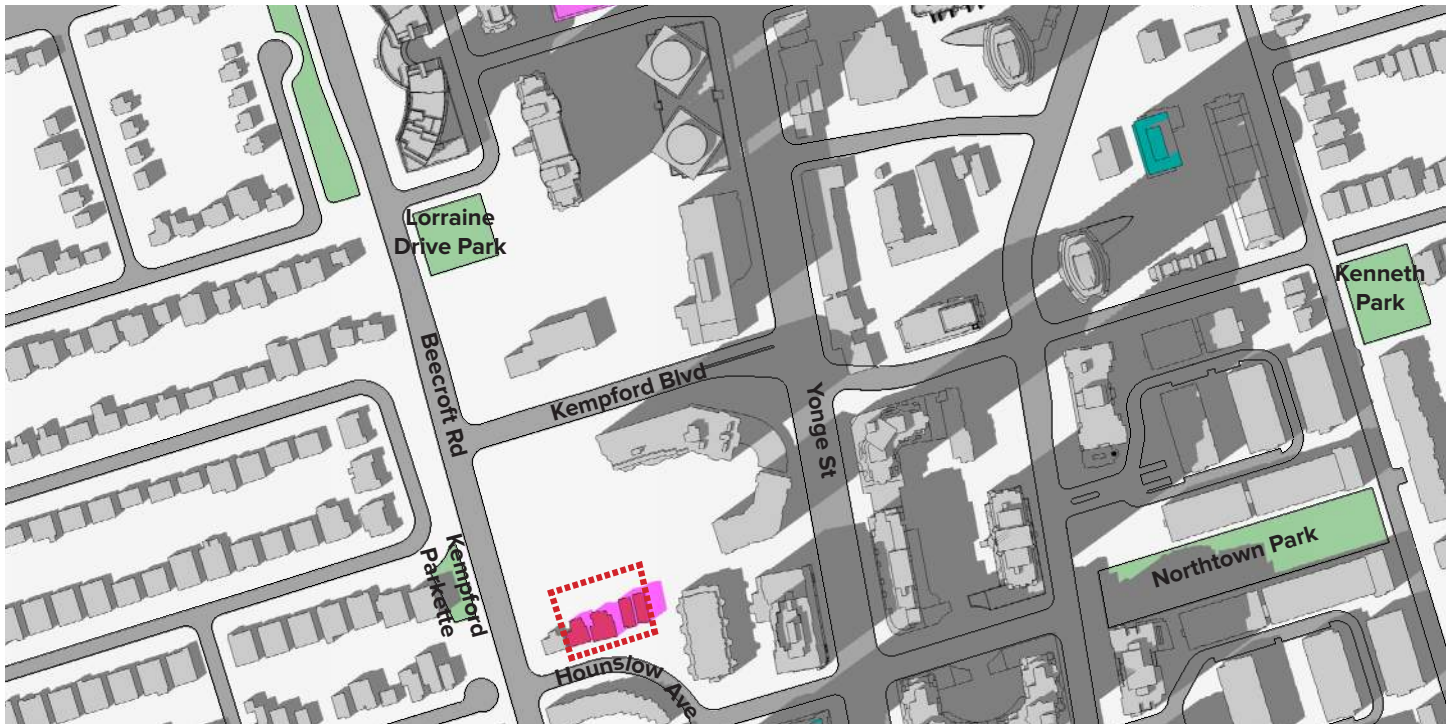 Lorraine
Drive Park
Kenneth
Park
Beecroft Rd
Kempford Blvd
Yonge St
Kempford
Parkette
Northtown Park
Hounslow Ave